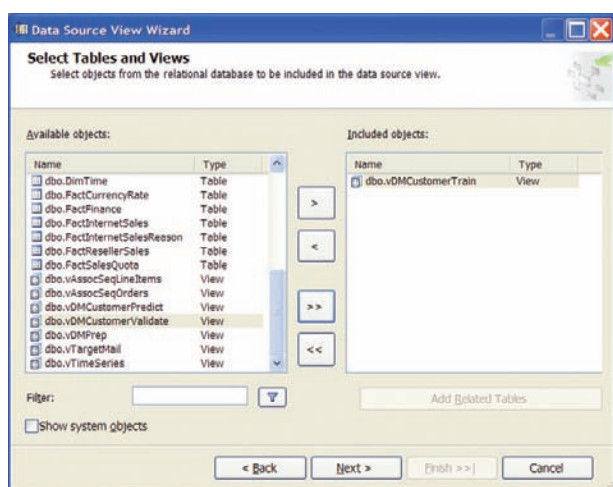 Data Source View Wizard
Select Tables and Views
Select objects from the relational database to be included in the data source view.
Available objects:
Included objects:
Name Type
Name Type
dbo.DimTime Table
dbo.vDMCustomerTrain View
dbo.FactCurrencyRate Table
dbo.FactFinance Table
dbo.FactInternetSales Table
dbo.FactInternetSalesReason Table
dbo.FactResellerSales Table
dbo.FactSalesQuota Table
dbo.vAssocSeqLineItems View
dbo.vAssocSeqOrders View
dbo.vDMCustomerPredict View
dbo.vDMCustomerValidate View
dbo.vDMPrep View
dbo.vTargetMail View
dbo.vTimeSeries View
>
<
>>
<<
Filter:
Add Related Tables
Show system objects
< Back Next > Finish >>| Cancel